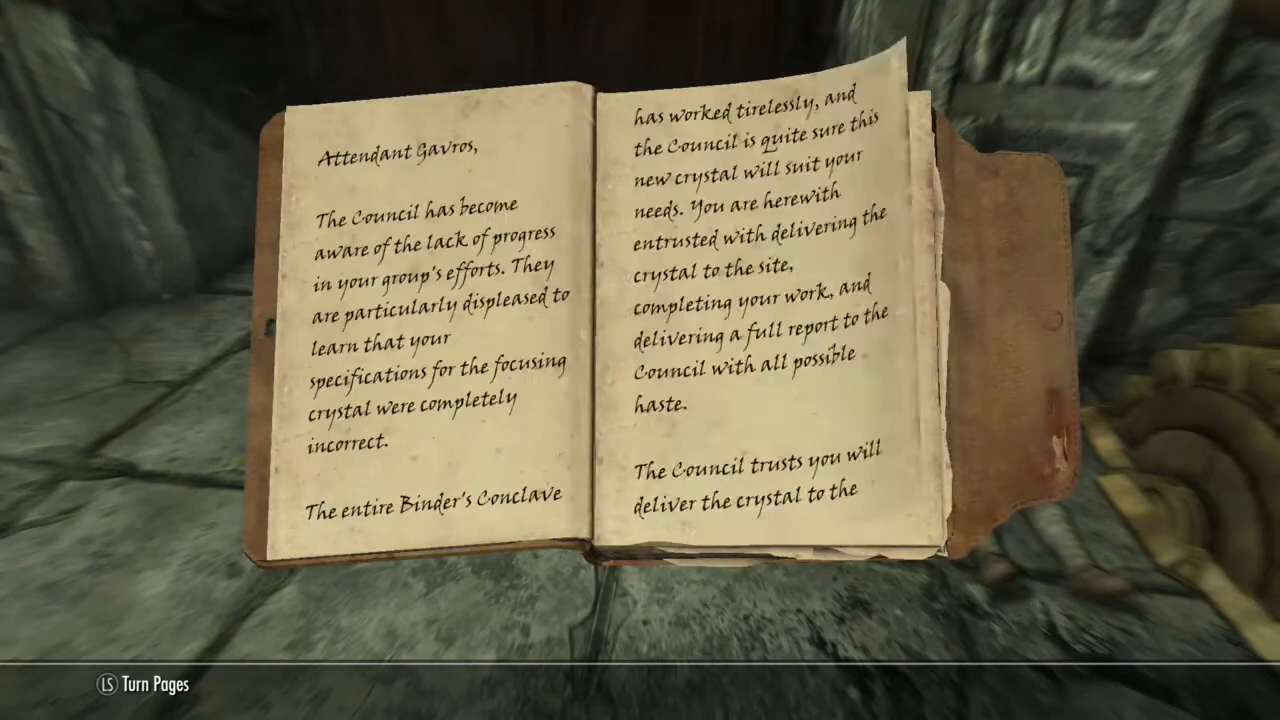 Attendant Gavros,
The Council has become
aware of the lack of progress
in your group's efforts. They
are particularly displeased to
learn that your
specifications for the focusing
crystal were completely
incorrect.
The entire Binder's Conclave
has worked tirelessly, and
the Council is quite sure this
new crystal will suit your
needs. You are herewith
entrusted with delivering the
crystal to the site,
completing your work, and
delivering a full report to the
Council with all possible
haste.
The Council trusts you will
deliver the crystal to the
LS Turn Pages